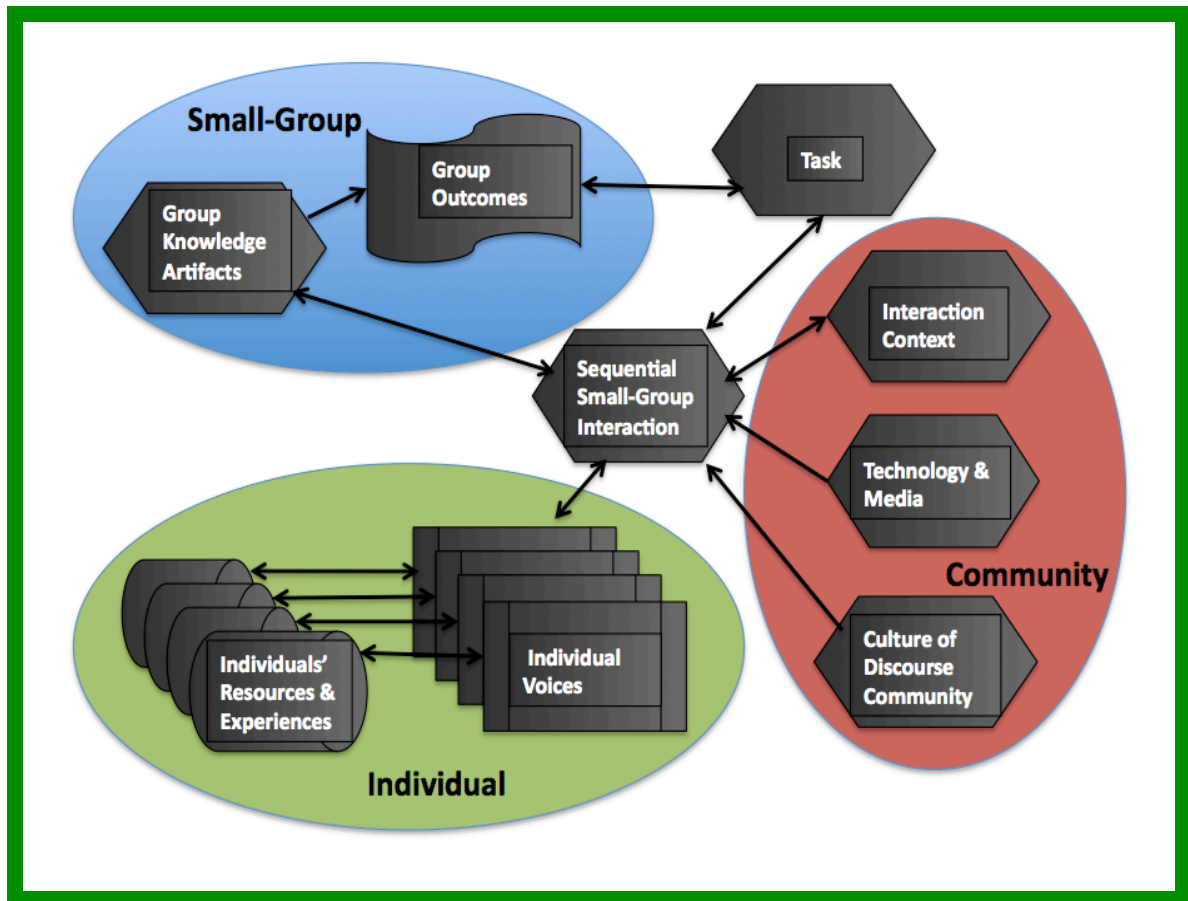 Small-Group
Group
Outcomes
Task
Group
Knowledge
Artifacts
Interaction
Context
Sequential
Small-Group
Interaction
Technology &
Media
Community
Individual
Voices
Culture of
Discourse
Community
Individuals’
Resources &
Experiences
Individual